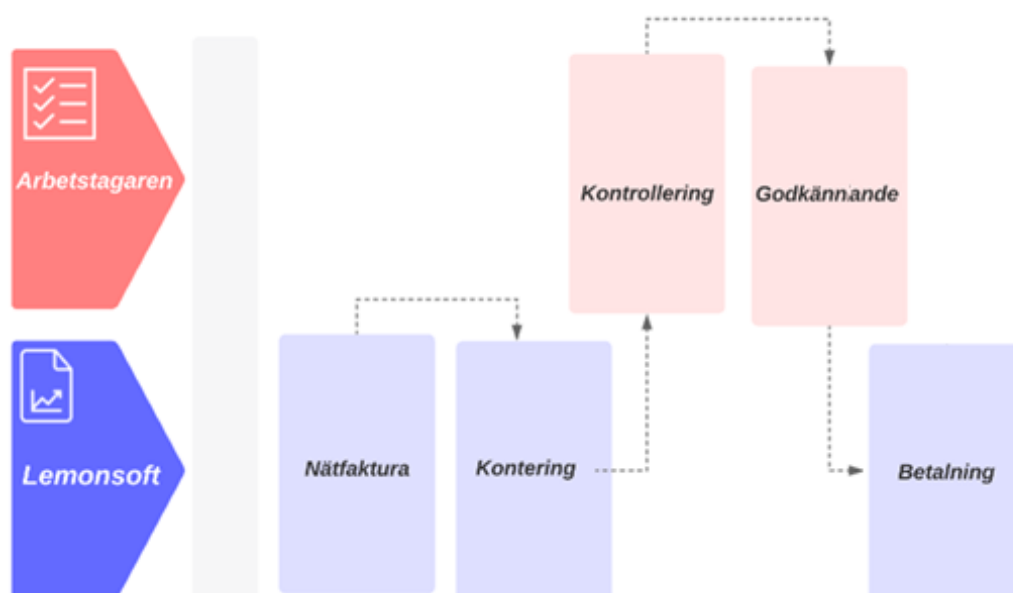 Arbetstagaren
Kontrollering
Godkännande
Lemonsoft
Nätfaktura
Kontering
Betalning